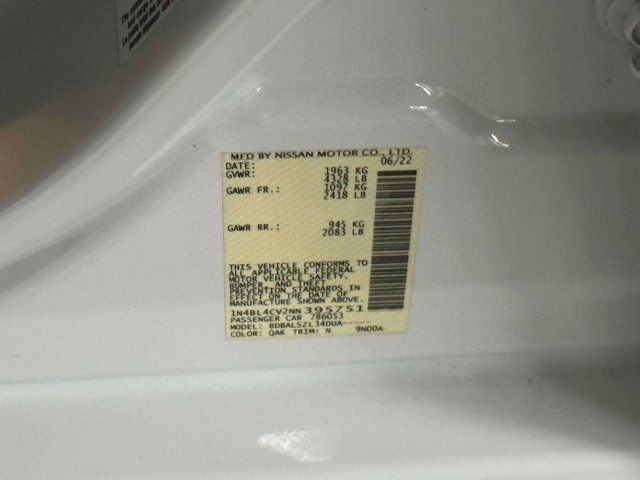 MFD BY NISSAN MOTOR CO., LTD.
DATE: 06/22
GVWR: 1963 KG
4328 LB
GAWR FR.: 1097 KG
2418 LB
GAWR RR.: 945 KG
2083 LB
THIS VEHICLE CONFORMS TO
ALL APPLICABLE FEDERAL
MOTOR VEHICLE SAFETY,
BUMPER, AND THEFT
PREVENTION STANDARDS IN
EFFECT ON THE DATE OF
MANUFACTURE SHOWN ABOVE.
1N4BL4CV2NN395751
PASSENGER CAR 786053
MODEL: BDBALSZL34DUA-----
COLOR: QAK TRIM: N 9N00A